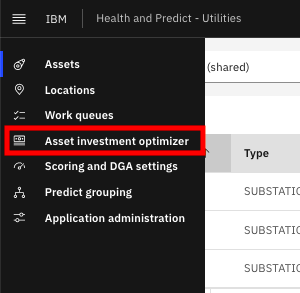 IBM Health and Predict - Utilities
Assets
(shared)
Locations
Work queues
Asset investment optimizer
Type
Scoring and DGA settings
Predict grouping
SUBSTATIO
Application administration
SUBSTATIO
SUBSTATIO